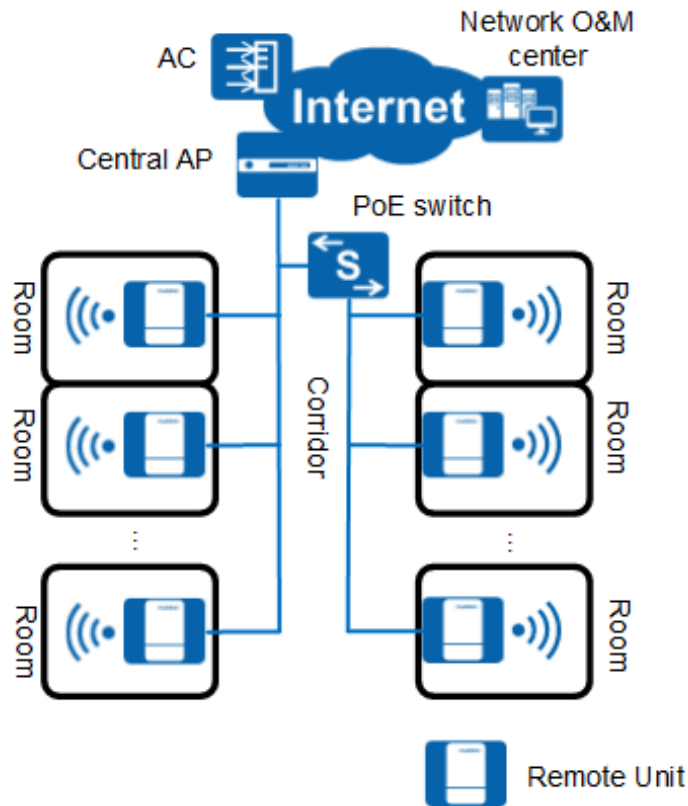 Network O&M
center
AC
Internet
Central AP
PoE switch
S
Room
Room
Corridor
Room
Room
...
...
Room
Room
Remote Unit